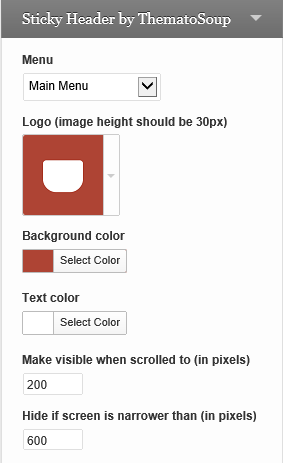 Sticky Header by ThematoSoup
Menu
Main Menu
Logo (image height should be 30px)
Background color
Select Color
Text color
Select Color
Make visible when scrolled to (in pixels)
200
Hide if screen is narrower than (in pixels)
600